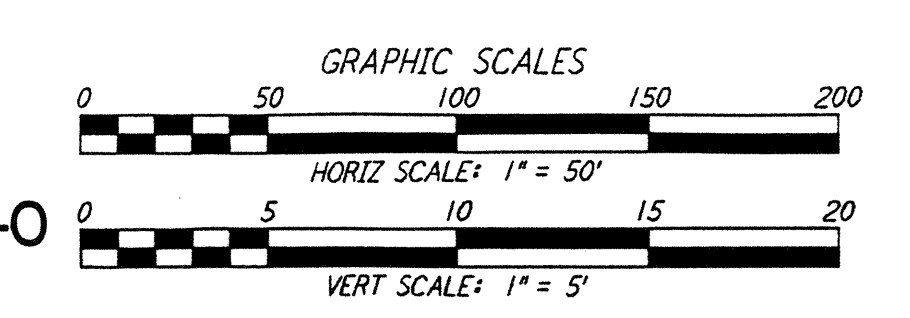 GRAPHIC SCALES
0 50 100 150 200
HORIZ SCALE: 1" = 50'
-O
0 5 10 15 20
VERT SCALE: 1" = 5'